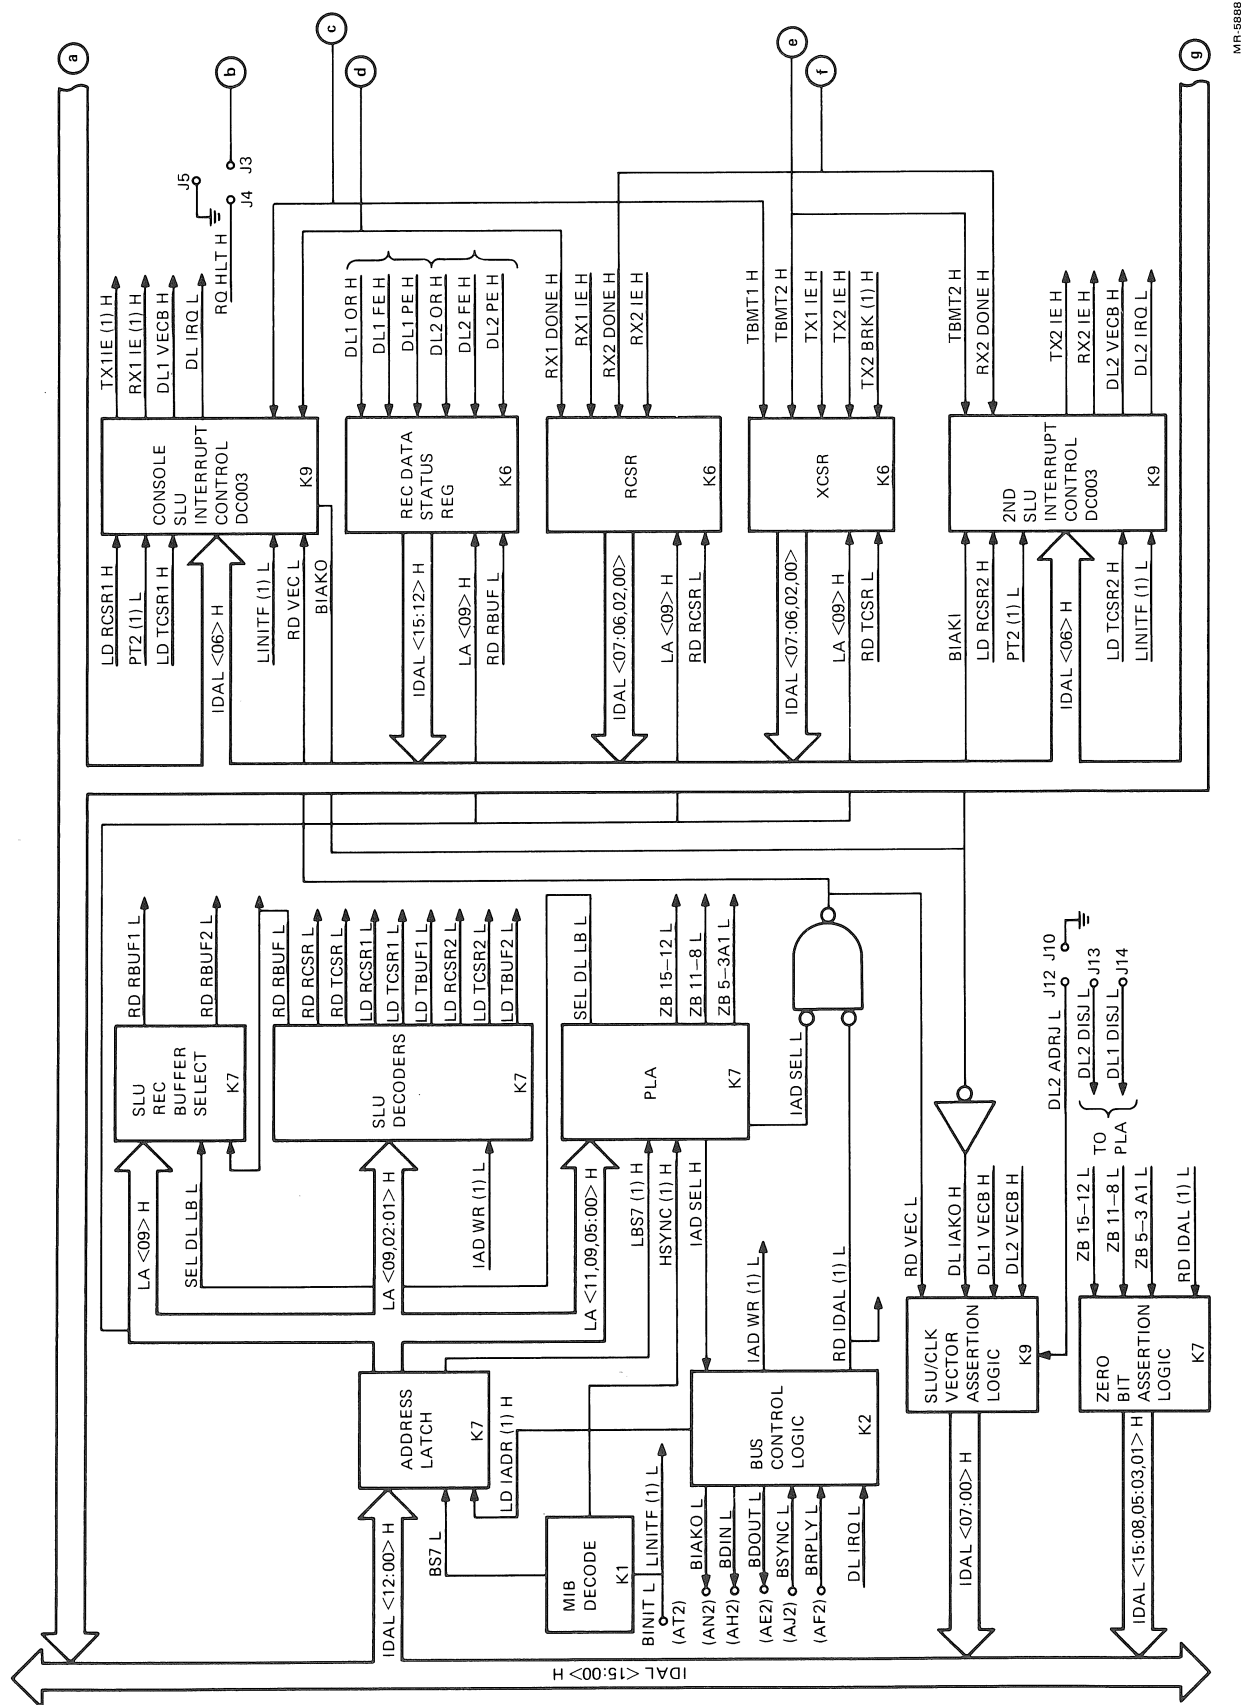 a
b
c
d
e
f
g
MR-5888
J5
J4
J3
RQ HLT H
TX1IE (1) H
RX1 IE (1) H
DL1 VECB H
DL IRQ L
CONSOLE
SLU
INTERRUPT
CONTROL
DC003
K9
LD RCSR1 H
PT2 (1) L
LD TCSR1 H
IDAL <06> H
LINITF (1) L
RD VEC L
BIAKO
DL1 OR H
DL1 FE H
DL1 PE H
DL2 OR H
DL2 FE H
DL2 PE H
REC DATA
STATUS
REG
K6
IDAL <15:12> H
LA <09> H
RD RBUF L
RX1 DONE H
RX1 IE H
RX2 DONE H
RX2 IE H
RCSR
K6
IDAL <07:06,02,00>
LA <09> H
RD RCSR L
TBMT1 H
TBMT2 H
TX1 IE H
TX2 IE H
TX2 BRK (1) H
XCSR
K6
IDAL <07:06,02,00>
LA <09> H
RD TCSR L
TBMT2 H
RX2 DONE H
TX2 IE H
RX2 IE H
DL2 VECB H
DL2 IRQ L
2ND
SLU
INTERRUPT
CONTROL
DC003
K9
BIAKI
LD RCSR2 H
PT2 (1) L
IDAL <06> H
LD TCSR2 H
LINITF (1) L
RD RBUF1 L
RD RBUF2 L
SLU
REC
BUFFER
SELECT
K7
LA <09> H
SEL DL LB L
RD RBUF L
RD RCSR L
RD TCSR L
LD RCSR1 L
LD TCSR1 L
LD TBUF1 L
LD RCSR2 L
LD TCSR2 L
LD TBUF2 L
SLU
DECODERS
K7
LA <09,02:01> H
IAD WR (1) L
SEL DL LB L
ZB 15–12 L
ZB 11–8 L
ZB 5–3A1 L
PLA
K7
LA <11,09,05:00> H
LBS7 (1) H
HSYNC (1) H
IAD SEL H
IAD SEL L
ADDRESS
LATCH
K7
IDAL <12:00> H
BS7 L
LD IADR (1) H
MIB
DECODE
K1
BINIT L
(AT2)
LINITF (1) L
BUS
CONTROL
LOGIC
K2
IAD WR (1) L
RD IDAL (1) L
BIAKO L
(AN2)
BDIN L
(AH2)
BDOUT L
(AE2)
BSYNC L
(AJ2)
BRPLY L
(AF2)
DL IRQ L
RD VEC L
DL IAKO H
DL1 VECB H
DL2 VECB H
SLU/CLK
VECTOR
ASSERTION
LOGIC
K9
IDAL <07:00> H
DL2 ADRJ L
J12
J10
DL2 DISJ L
J13
DL1 DISJ L
J14
TO
PLA
ZB 15–12 L
ZB 11–8 L
ZB 5–3 A1 L
RD IDAL (1) L
ZERO
BIT
ASSERTION
LOGIC
K7
IDAL <15:08,05:03,01> H
IDAL <15:00> H